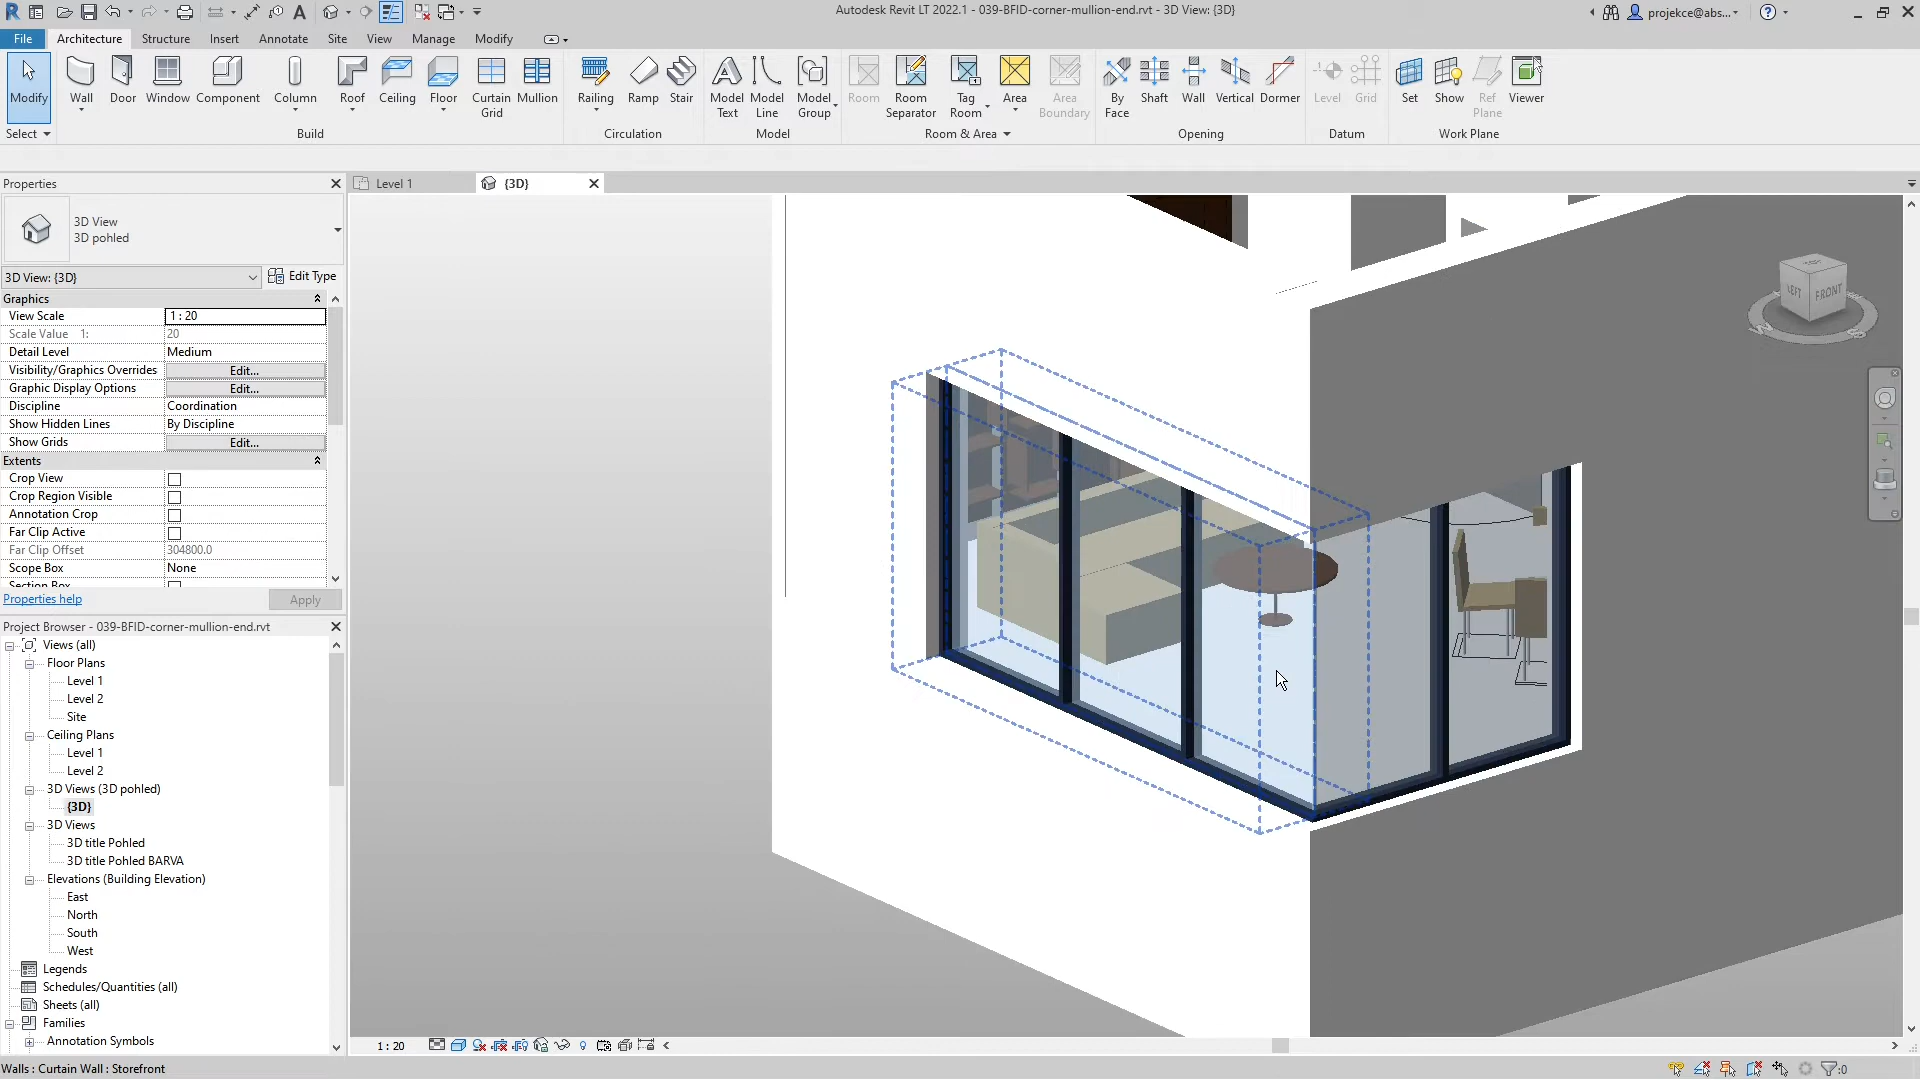 Autodesk Revit LT 2022.1 - 039-BFID-corner-mullion-end.rvt - 3D View: {3D}
projekce@abs...
File Architecture Structure Insert Annotate Site View Manage Modify
Modify
Wall
Door
Window
Component
Column
Roof
Ceiling
Floor
Curtain Grid
Mullion
Railing
Ramp
Stair
Model Text
Model Line
Model Group
Room
Room Separator
Tag Room
Area
Area Boundary
By Face
Shaft
Wall
Vertical
Dormer
Level
Grid
Set
Show
Ref Plane
Viewer
Select
Build
Circulation
Model
Room & Area
Opening
Datum
Work Plane
Properties
Level 1
{3D}
3D View
3D pohled
3D View: {3D}
Edit Type
Graphics
View Scale 1 : 20
Scale Value 1: 20
Detail Level Medium
Visibility/Graphics Overrides Edit...
Graphic Display Options Edit...
Discipline Coordination
Show Hidden Lines By Discipline
Show Grids Edit...
Extents
Crop View
Crop Region Visible
Annotation Crop
Far Clip Active
Far Clip Offset 304800.0
Scope Box None
Section Box
Properties help
Apply
Project Browser - 039-BFID-corner-mullion-end.rvt
Views (all)
Floor Plans
Level 1
Level 2
Site
Ceiling Plans
Level 1
Level 2
3D Views (3D pohled)
{3D}
3D Views
3D title Pohled
3D title Pohled BARVA
Elevations (Building Elevation)
East
North
South
West
Legends
Schedules/Quantities (all)
Sheets (all)
Families
Annotation Symbols
LEFT
FRONT
W
S
1 : 20
Walls : Curtain Wall : Storefront
:0